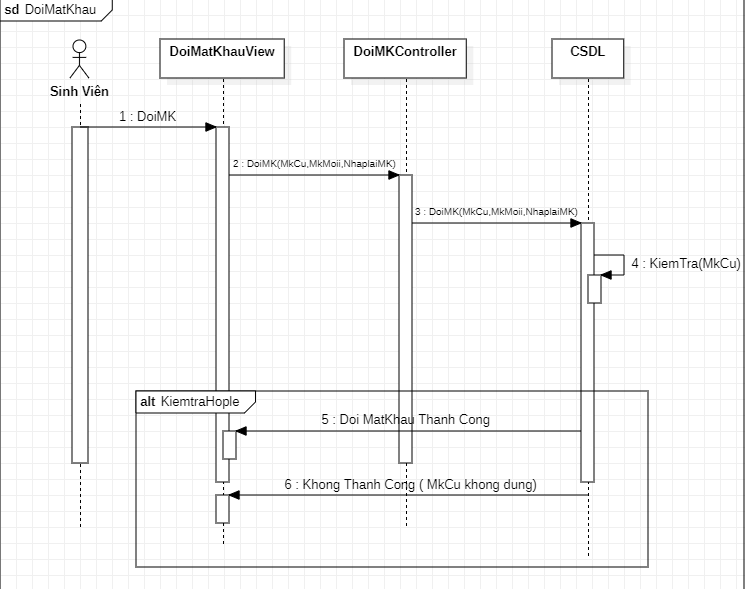 sd DoiMatKhau
DoiMatKhauView
DoiMKController
CSDL
Sinh Viên
1 : DoiMK
2 : DoiMK(MkCu,MkMoii,NhaplaiMK)
3 : DoiMK(MkCu,MkMoii,NhaplaiMK)
4 : KiemTra(MkCu)
alt KiemtraHople
5 : Doi MatKhau Thanh Cong
6 : Khong Thanh Cong ( MkCu khong dung)